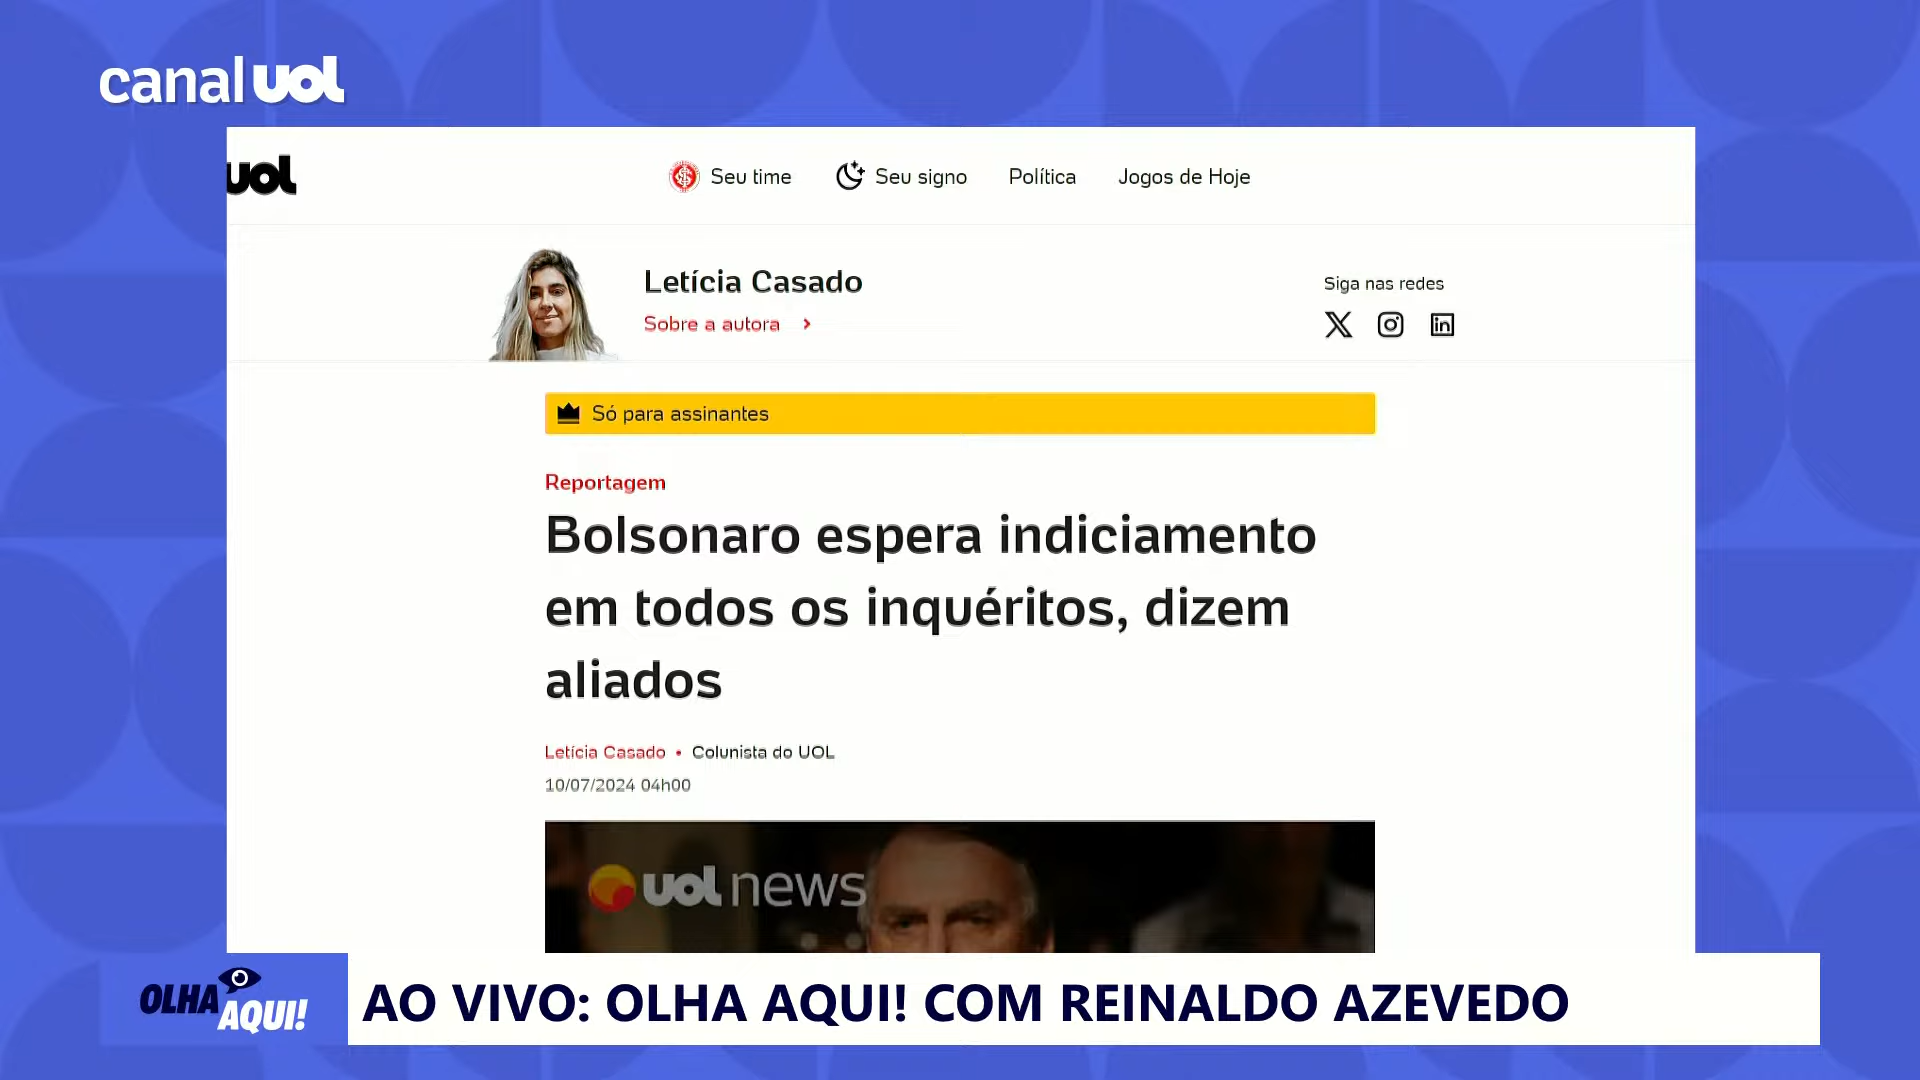 canal uol
uol
Seu time
Seu signo
Política
Jogos de Hoje
Letícia Casado
Sobre a autora
Siga nas redes
Só para assinantes
Reportagem
Bolsonaro espera indiciamento
em todos os inquéritos, dizem
aliados
Letícia Casado • Colunista do UOL
10/07/2024 04h00
uol news
OLHA
AQUI!
AO VIVO: OLHA AQUI! COM REINALDO AZEVEDO